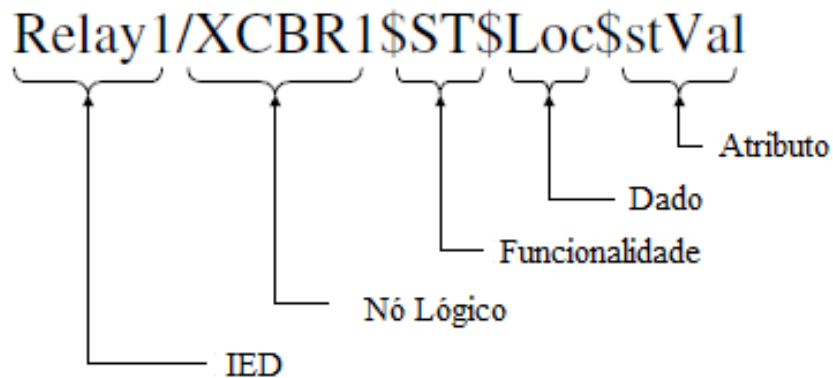 Relay1/XCBR1$ST$Loc$stVal
Atributo
Dado
Funcionalidade
Nó Lógico
IED